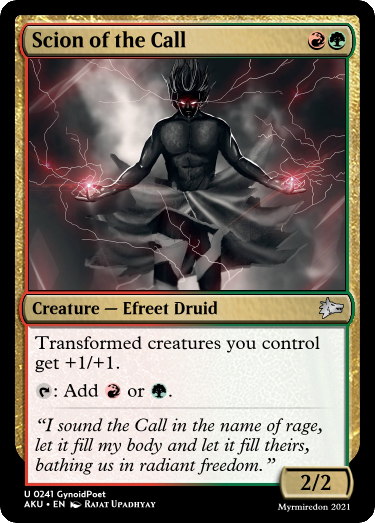 Scion of the Call
Creature — Efreet Druid
Transformed creatures you control
get +1/+1.
: Add or .
“I sound the Call in the name of rage,
let it fill my body and let it fill theirs,
bathing us in radiant freedom.”
2/2
U 0241 GynoidPoet
AKU • EN Rajat Upadhyay
Myrmiredon 2021